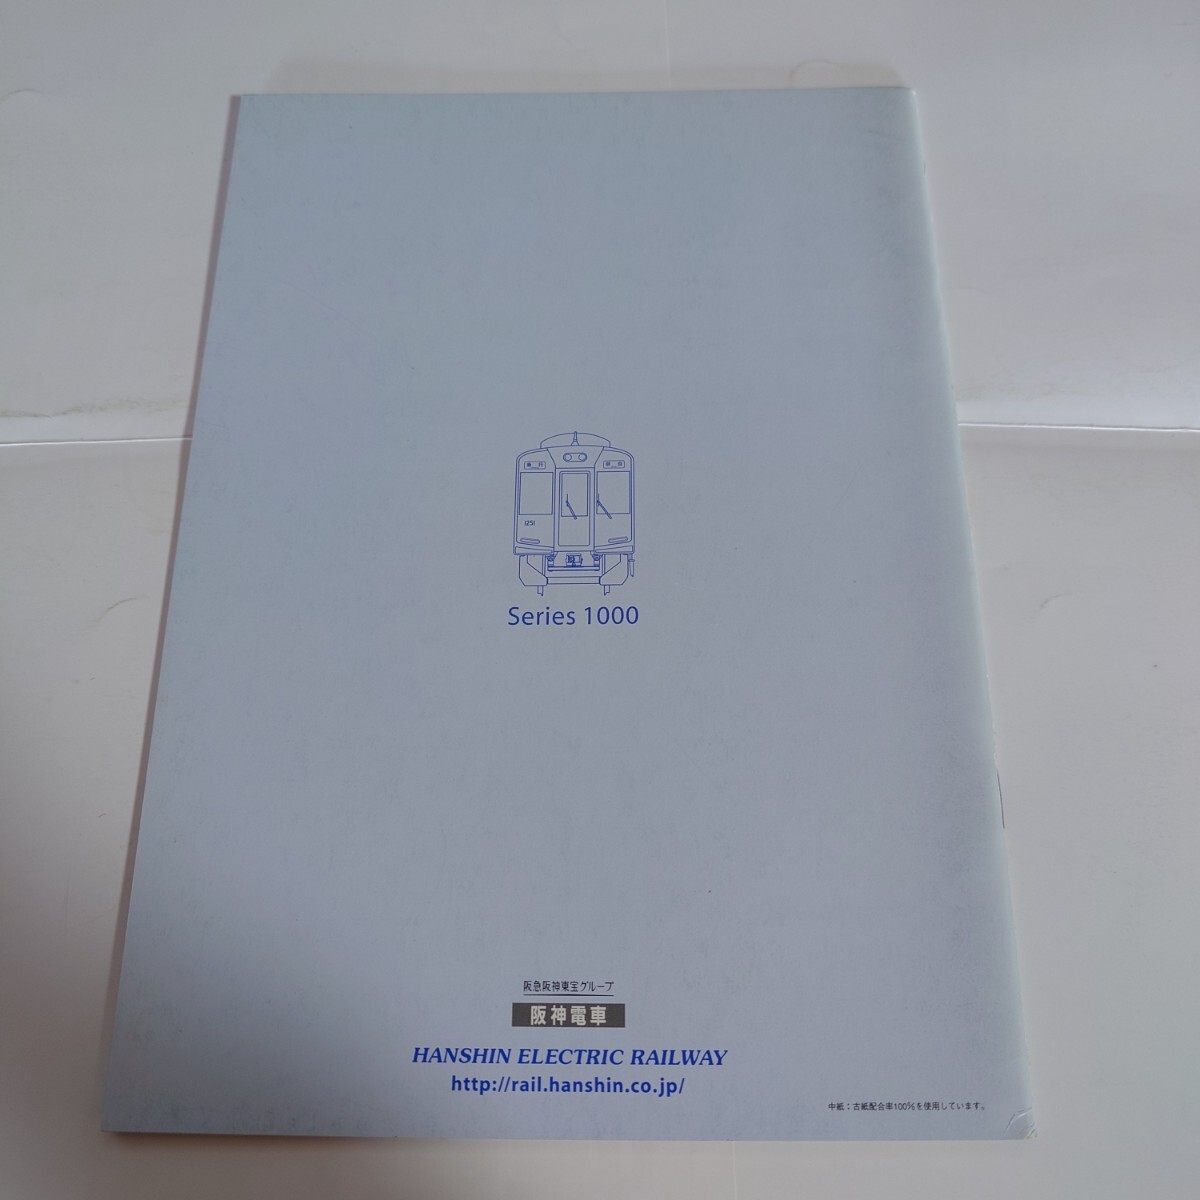 1251
Series 1000
阪急阪神東宝グループ
阪神電車
HANSHIN ELECTRIC RAILWAY
http://rail.hanshin.co.jp/
中紙：古紙配合率100%を使用しています。